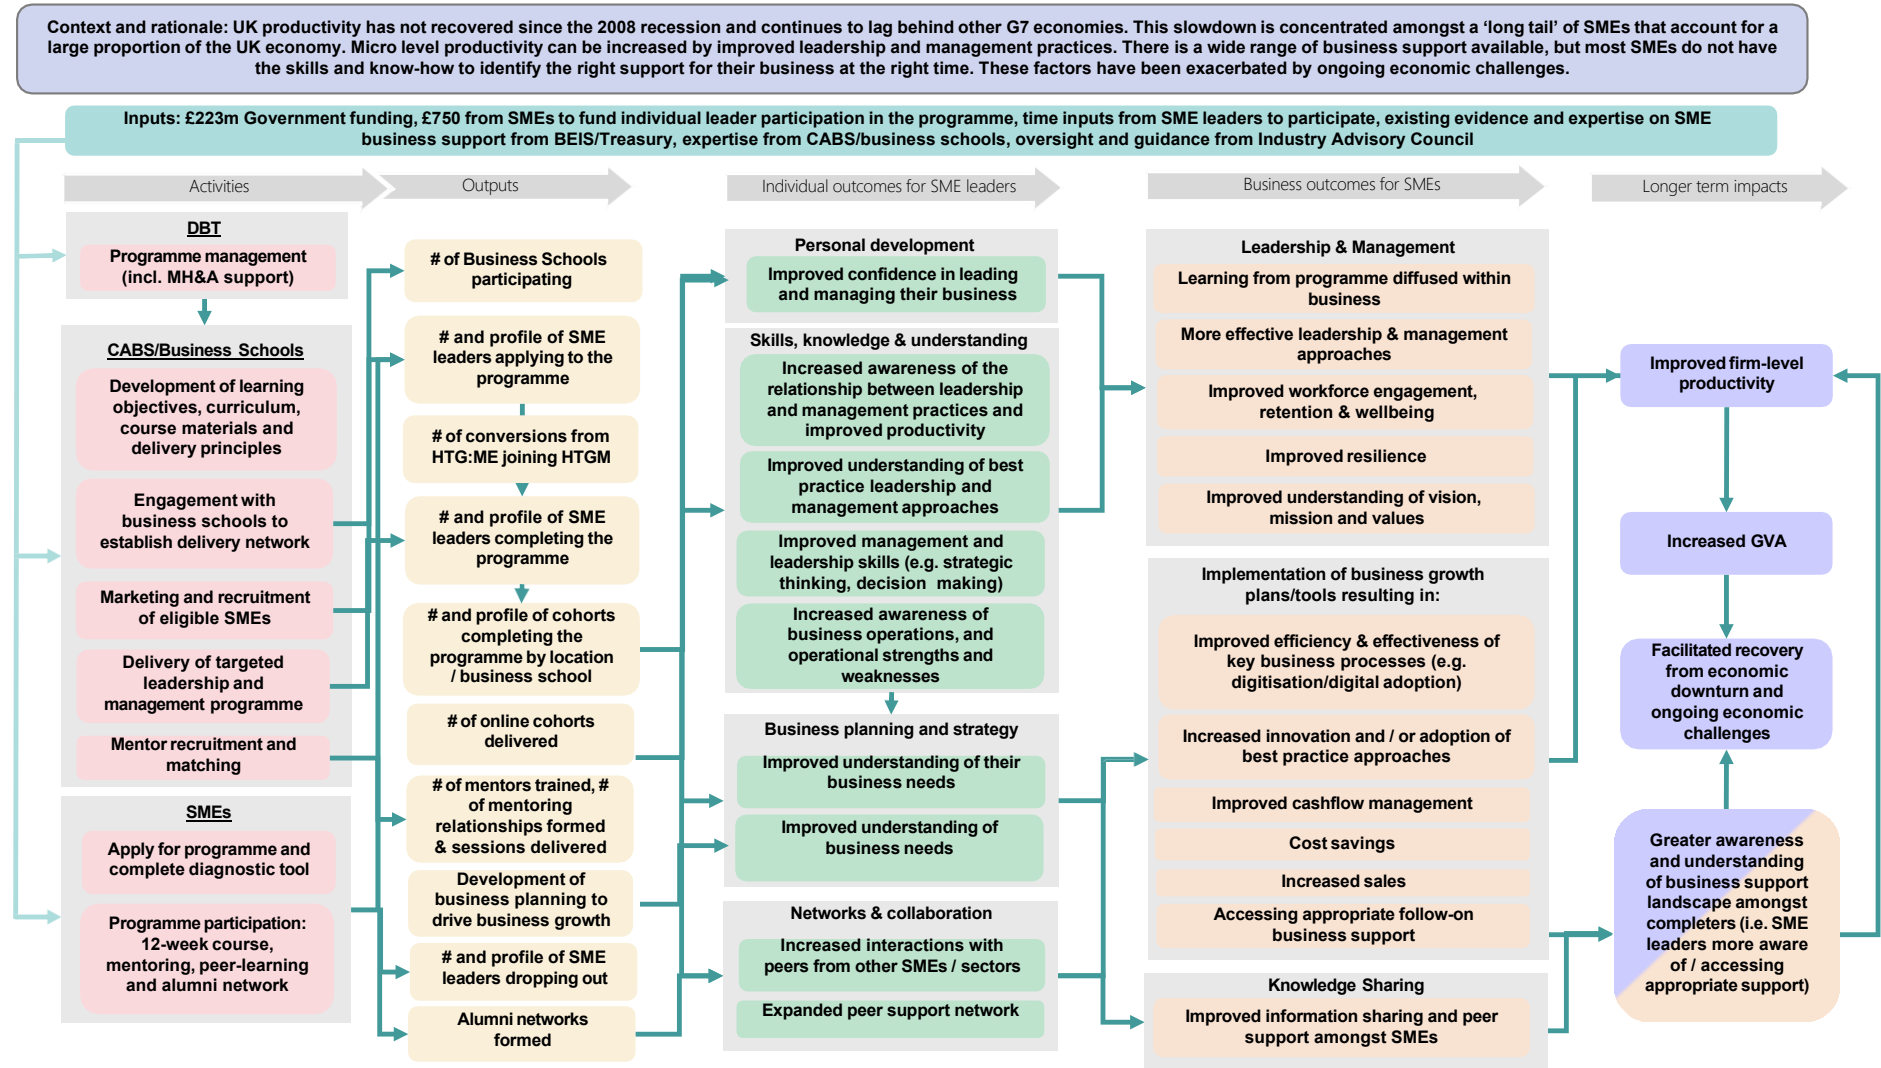 Context and rationale: UK productivity has not recovered since the 2008 recession and continues to lag behind other G7 economies. This slowdown is concentrated amongst a ‘long tail’ of SMEs that account for a
large proportion of the UK economy. Micro level productivity can be increased by improved leadership and management practices. There is a wide range of business support available, but most SMEs do not have
the skills and know-how to identify the right support for their business at the right time. These factors have been exacerbated by ongoing economic challenges.
Inputs: £223m Government funding, £750 from SMEs to fund individual leader participation in the programme, time inputs from SME leaders to participate, existing evidence and expertise on SME
business support from BEIS/Treasury, expertise from CABS/business schools, oversight and guidance from Industry Advisory Council
Activities
DBT
Programme management
(incl. MH&A support)
CABS/Business Schools
Development of learning
objectives, curriculum,
course materials and
delivery principles
Engagement with
business schools to
establish delivery network
Marketing and recruitment
of eligible SMEs
Delivery of targeted
leadership and
management programme
Mentor recruitment and
matching
SMEs
Apply for programme and
complete diagnostic tool
Programme participation:
12-week course,
mentoring, peer-learning
and alumni network
Outputs
# of Business Schools
participating
# and profile of SME
leaders applying to the
programme
# of conversions from
HTG:ME joining HTGM
# and profile of SME
leaders completing the
programme
# and profile of cohorts
completing the
programme by location
/ business school
# of online cohorts
delivered
# of mentors trained, #
of mentoring
relationships formed
& sessions delivered
Development of
business planning to
drive business growth
# and profile of SME
leaders dropping out
Alumni networks
formed
Individual outcomes for SME leaders
Personal development
Improved confidence in leading
and managing their business
Skills, knowledge & understanding
Increased awareness of the
relationship between leadership
and management practices and
improved productivity
Improved understanding of best
practice leadership and
management approaches
Improved management and
leadership skills (e.g. strategic
thinking, decision making)
Increased awareness of
business operations, and
operational strengths and
weaknesses
Business planning and strategy
Improved understanding of their
business needs
Improved understanding of
business needs
Networks & collaboration
Increased interactions with
peers from other SMEs / sectors
Expanded peer support network
Business outcomes for SMEs
Leadership & Management
Learning from programme diffused within
business
More effective leadership & management
approaches
Improved workforce engagement,
retention & wellbeing
Improved resilience
Improved understanding of vision,
mission and values
Implementation of business growth
plans/tools resulting in:
Improved efficiency & effectiveness of
key business processes (e.g.
digitisation/digital adoption)
Increased innovation and / or adoption of
best practice approaches
Improved cashflow management
Cost savings
Increased sales
Accessing appropriate follow-on
business support
Knowledge Sharing
Improved information sharing and peer
support amongst SMEs
Longer term impacts
Improved firm-level
productivity
Increased GVA
Facilitated recovery
from economic
downturn and
ongoing economic
challenges
Greater awareness
and understanding
of business support
landscape amongst
completers (i.e. SME
leaders more aware
of / accessing
appropriate support)